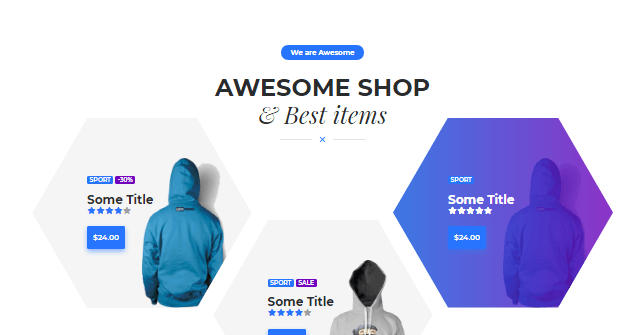 We are Awesome
AWESOME SHOP
& Best items
SPORT -30%
Some Title
$24.00
SPORT
Some Title
$24.00
SPORT SALE
Some Title